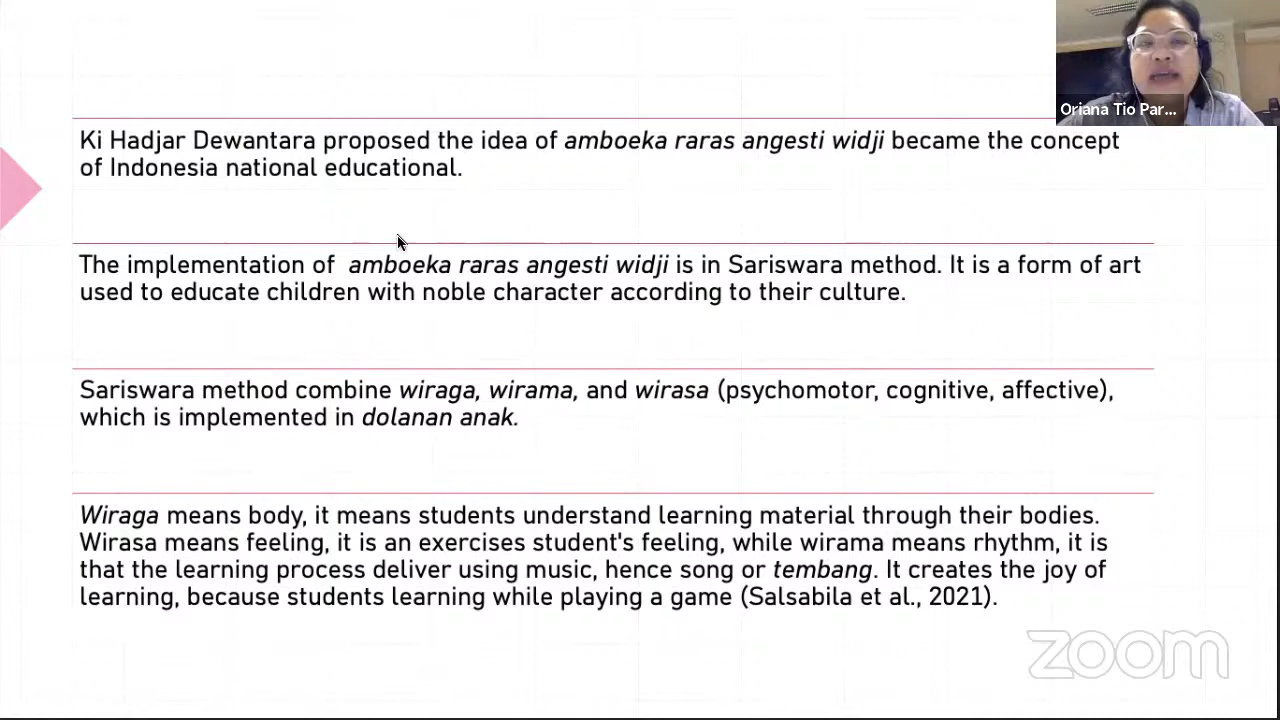 Oriana Tio Par...
Ki Hadjar Dewantara proposed the idea of amboeka raras angesti widji became the concept
of Indonesia national educational.
The implementation of amboeka raras angesti widji is in Sariswara method. It is a form of art
used to educate children with noble character according to their culture.
Sariswara method combine wiraga, wirama, and wirasa (psychomotor, cognitive, affective),
which is implemented in dolanan anak.
Wiraga means body, it means students understand learning material through their bodies.
Wirasa means feeling, it is an exercises student's feeling, while wirama means rhythm, it is
that the learning process deliver using music, hence song or tembang. It creates the joy of
learning, because students learning while playing a game (Salsabila et al., 2021).
zoom